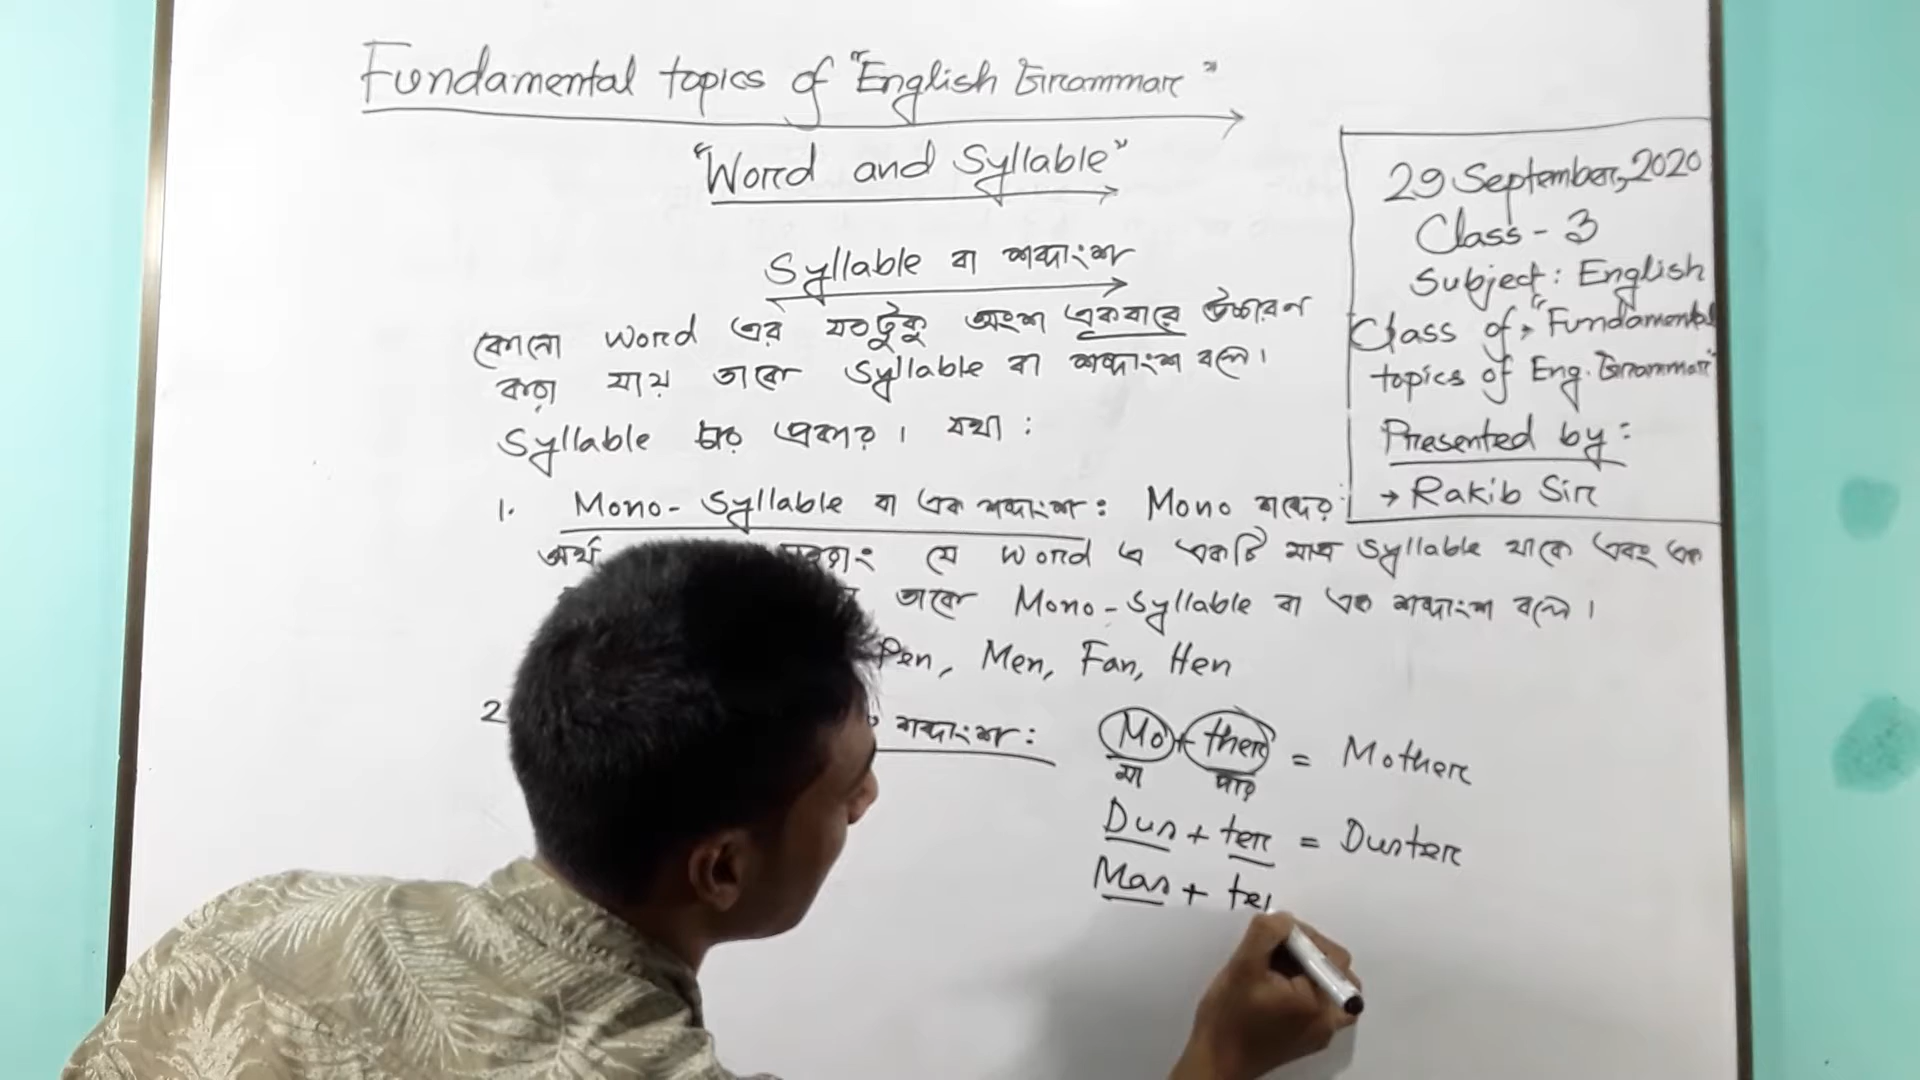 Fundamental topics of "English Grammar"
"Word and Syllable"
Syllable বা শব্দাংশ
কোনো Word এর যতটুকু অংশ একবারে উচ্চারণ
করা যায় তাকে Syllable বা শব্দাংশ বলে।
Syllable চার প্রকার। যথা :
1. Mono-Syllable বা এক শব্দাংশ : Mono শব্দের
অর্থ যে Word এ একটি মাত্র Syllable থাকে এবং এক
তাকে Mono-Syllable বা এক শব্দাংশ বলে।
Pen, Men, Fan, Hen
2 শব্দাংশ :
Mo + ther = Mother
মা দার
Dus + ter = Duster
Mas + te
29 September, 2020
Class - 3
Subject : English
Class of → "Fundamental
topics of Eng. Grammar"
Presented by :
→ Rakib Sir